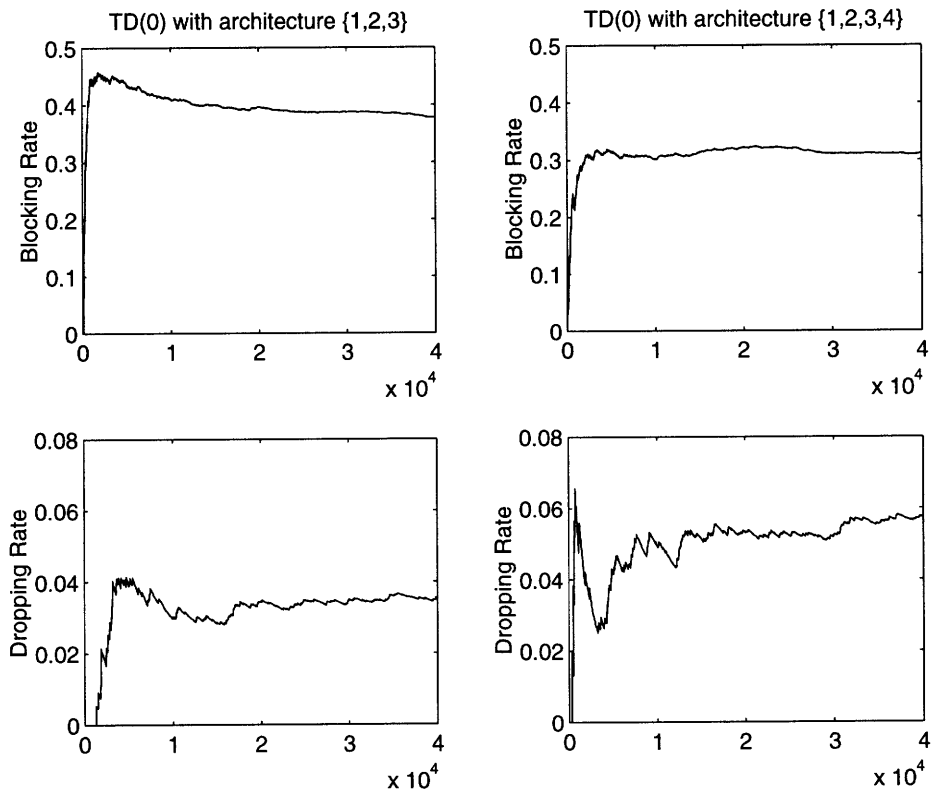 TD(0) with architecture {1,2,3}
0.5
0.4
0.3
0.2
0.1
0
Blocking Rate
0 1 2 3 4
x 10^4
TD(0) with architecture {1,2,3,4}
0.5
0.4
0.3
0.2
0.1
0
Blocking Rate
0 1 2 3 4
x 10^4
0.08
0.06
0.04
0.02
0
Dropping Rate
0 1 2 3 4
x 10^4
0.08
0.06
0.04
0.02
0
Dropping Rate
0 1 2 3 4
x 10^4